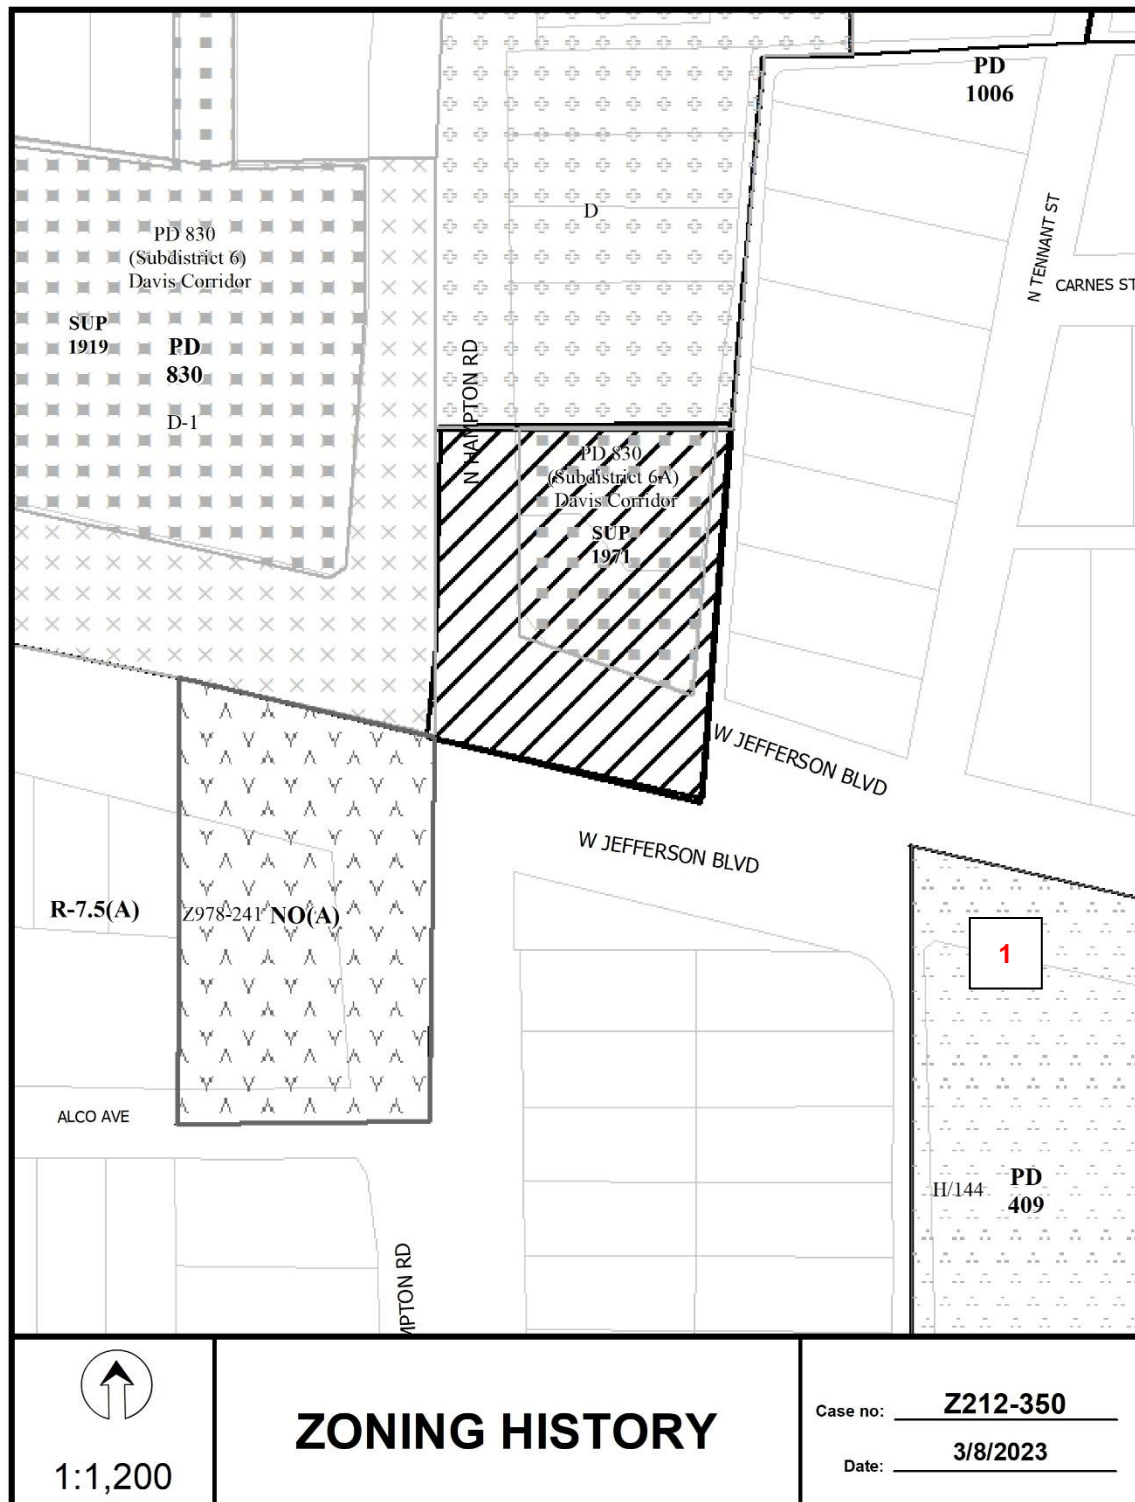 PD
1006
N TENNANT ST
CARNES ST
D
PD 830
(Subdistrict 6)
Davis Corridor
SUP
1919
PD
830
D-1
N HAMPTON RD
PD 830
(Subdistrict 6A)
Davis Corridor
SUP
1971
W JEFFERSON BLVD
W JEFFERSON BLVD
R-7.5(A)
Z978-241
NO(A)
1
ALCO AVE
H/144
PD
409
MPTON RD
1:1,200
ZONING HISTORY
Case no: Z212-350
Date: 3/8/2023